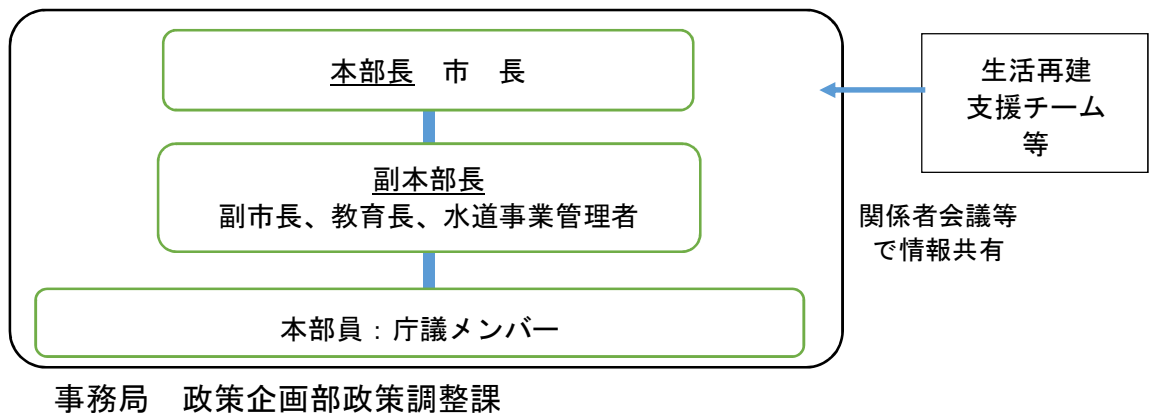 本部長　市　長
副本部長
副市長、教育長、水道事業管理者
本部員：庁議メンバー
事務局　政策企画部政策調整課
生活再建
支援チーム
等
関係者会議等
で情報共有